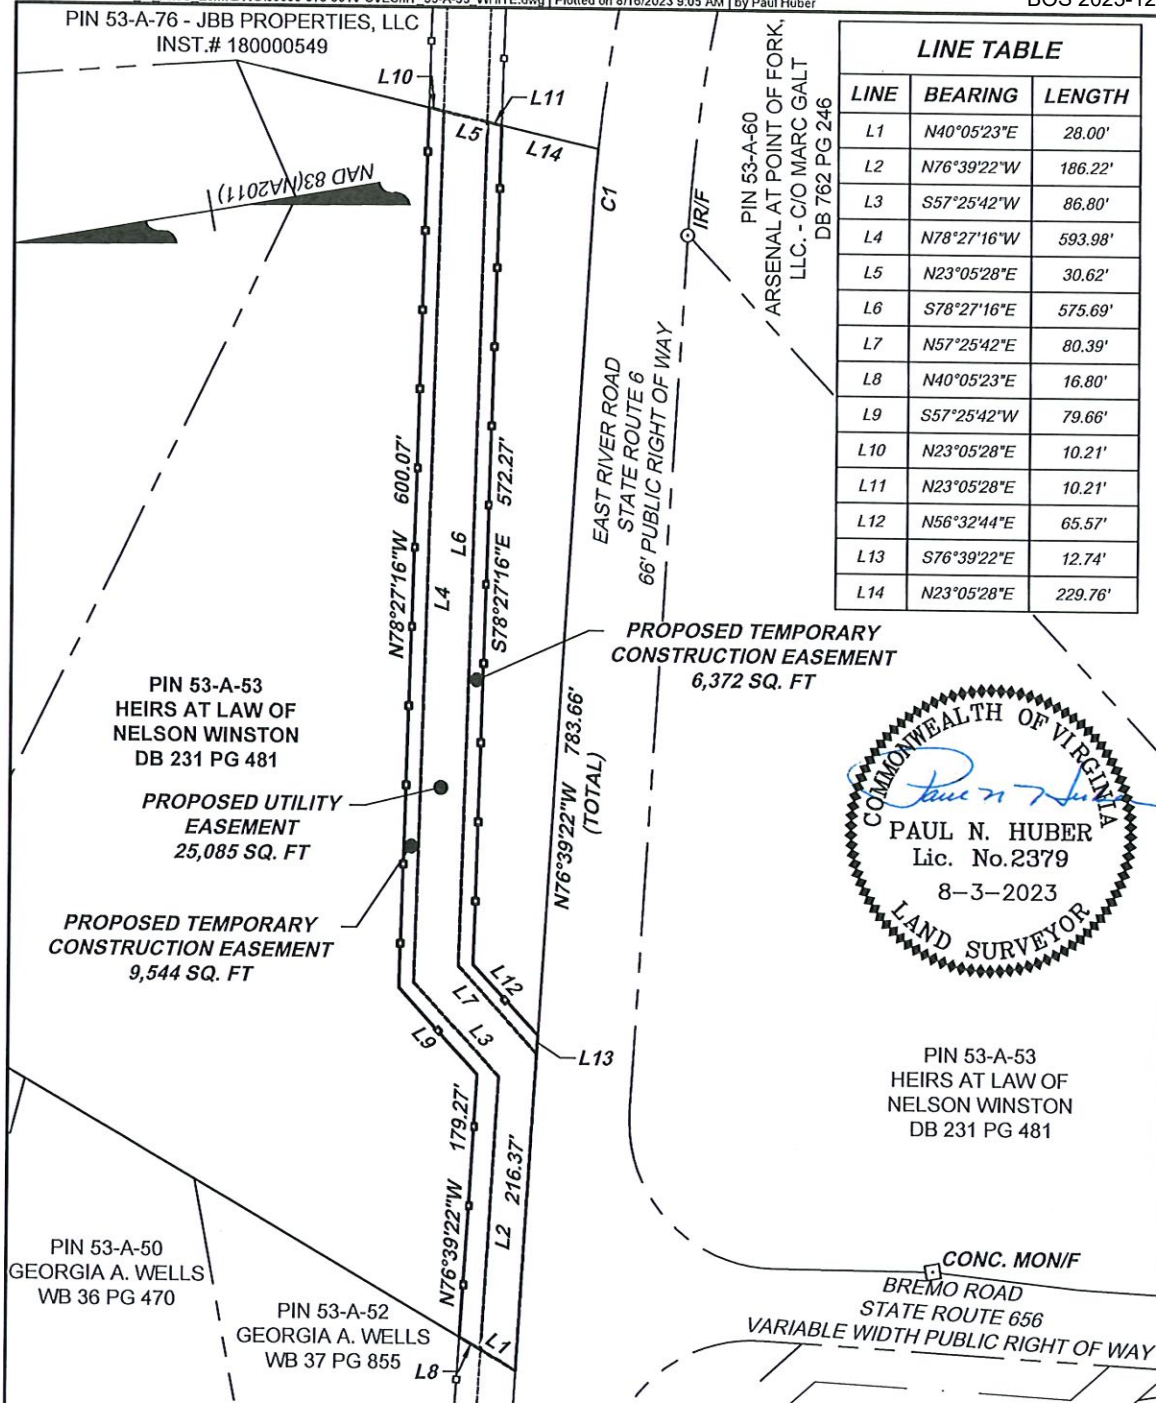 Plotted on 8/16/2023 9:05 AM | by Paul Huber
PIN 53-A-76 - JBB PROPERTIES, LLC
INST.# 180000549
L10
L11
L5
L14
NAD 83(NA2011)
C1
IR/F
PIN 53-A-60
ARSENAL AT POINT OF FORK,
LLC. - C/O MARC GALT
DB 762 PG 246
LINE TABLE
LINE BEARING LENGTH
L1 N40°05'23"E 28.00'
L2 N76°39'22"W 186.22'
L3 S57°25'42"W 86.80'
L4 N78°27'16"W 593.98'
L5 N23°05'28"E 30.62'
L6 S78°27'16"E 575.69'
L7 N57°25'42"E 80.39'
L8 N40°05'23"E 16.80'
L9 S57°25'42"W 79.66'
L10 N23°05'28"E 10.21'
L11 N23°05'28"E 10.21'
L12 N56°32'44"E 65.57'
L13 S76°39'22"E 12.74'
L14 N23°05'28"E 229.76'
EAST RIVER ROAD
STATE ROUTE 6
66' PUBLIC RIGHT OF WAY
N78°27'16"W 600.07'
L4
L6
S78°27'16"E 572.27'
PROPOSED TEMPORARY
CONSTRUCTION EASEMENT
6,372 SQ. FT
PIN 53-A-53
HEIRS AT LAW OF
NELSON WINSTON
DB 231 PG 481
PROPOSED UTILITY
EASEMENT
25,085 SQ. FT
N76°39'22"W 783.66'
(TOTAL)
COMMONWEALTH OF VIRGINIA
PAUL N. HUBER
Lic. No.2379
8-3-2023
LAND SURVEYOR
PROPOSED TEMPORARY
CONSTRUCTION EASEMENT
9,544 SQ. FT
L12
L7
L3
L9
L13
PIN 53-A-53
HEIRS AT LAW OF
NELSON WINSTON
DB 231 PG 481
N76°39'22"W 179.27'
L2
216.37'
PIN 53-A-50
GEORGIA A. WELLS
WB 36 PG 470
PIN 53-A-52
GEORGIA A. WELLS
WB 37 PG 855
L8
L1
CONC. MON/F
BREMO ROAD
STATE ROUTE 656
VARIABLE WIDTH PUBLIC RIGHT OF WAY